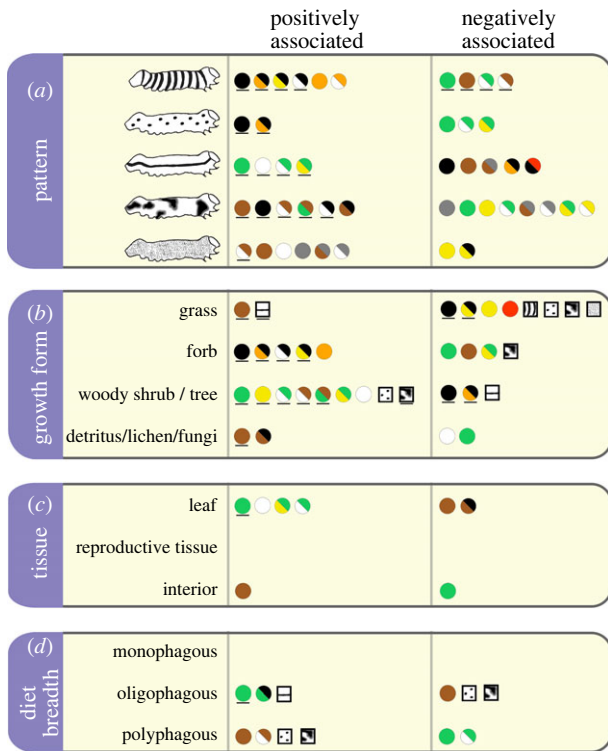 positively associated
negatively associated
(a)
pattern
(b)
growth form
grass
forb
woody shrub / tree
detritus/lichen/fungi
(c)
tissue
leaf
reproductive tissue
interior
(d)
diet breadth
monophagous
oligophagous
polyphagous